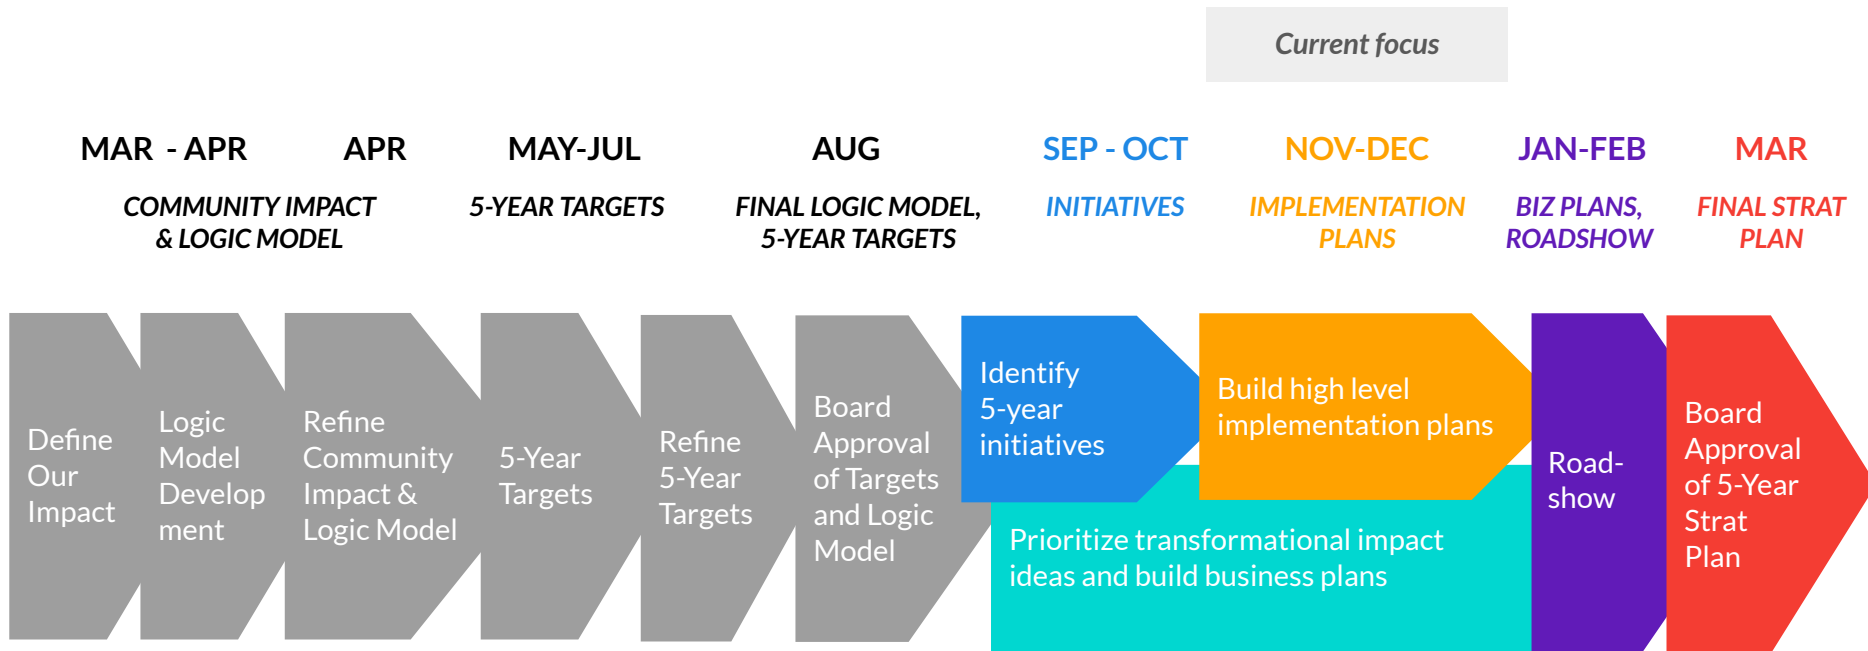 Current focus
MAR - APR
APR
MAY-JUL
AUG
SEP - OCT
NOV-DEC
JAN-FEB
MAR
COMMUNITY IMPACT
& LOGIC MODEL
5-YEAR TARGETS
FINAL LOGIC MODEL,
5-YEAR TARGETS
INITIATIVES
IMPLEMENTATION
PLANS
BIZ PLANS,
ROADSHOW
FINAL STRAT
PLAN
Define
Our
Impact
Logic
Model
Develop
ment
Refine
Community
Impact &
Logic Model
5-Year
Targets
Refine
5-Year
Targets
Board
Approval
of Targets
and Logic
Model
Identify
5-year
initiatives
Build high level
implementation plans
Prioritize transformational impact
ideas and build business plans
Road-
show
Board
Approval
of 5-Year
Strat
Plan